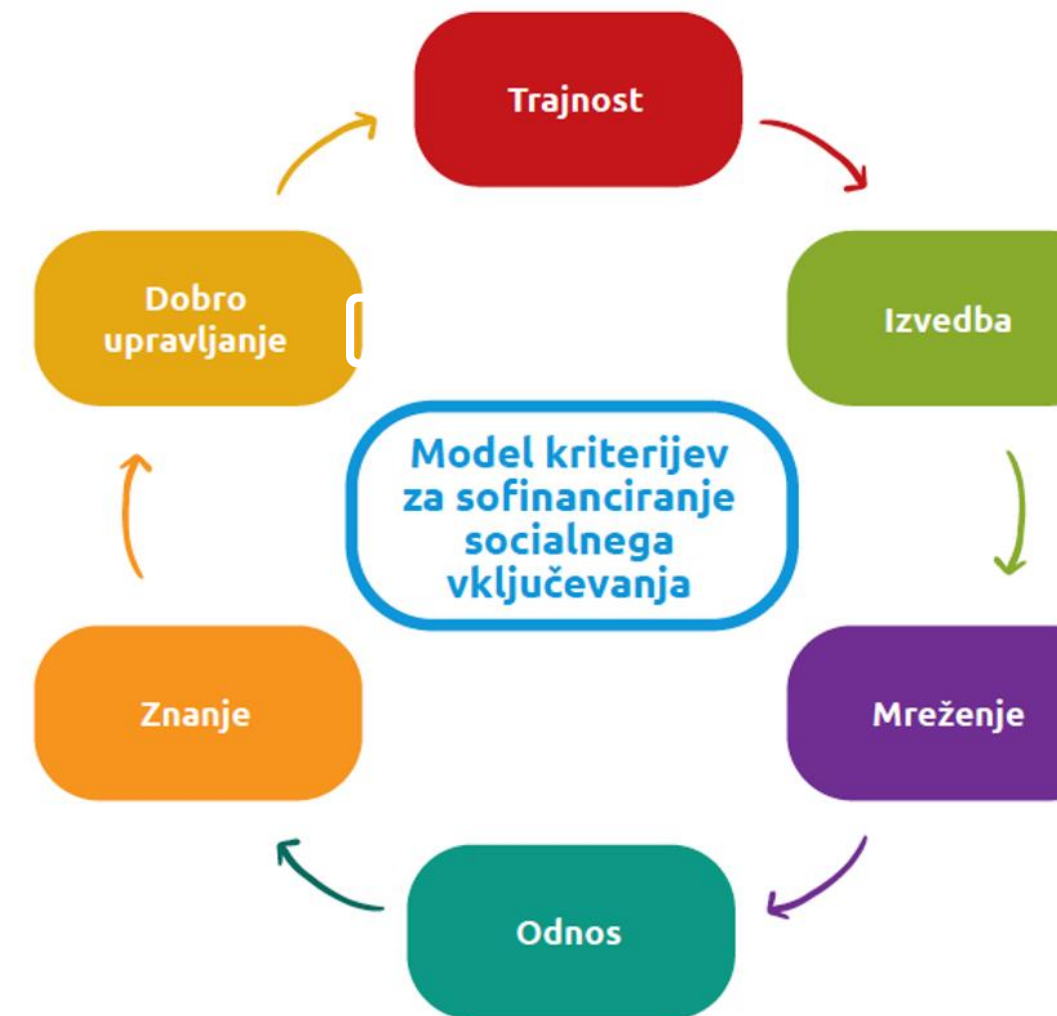 Trajnost
Dobro
upravljanje
Izvedba
Model kriterijev
za sofinanciranje
socialnega
vključevanja
Znanje
Mreženje
Odnos